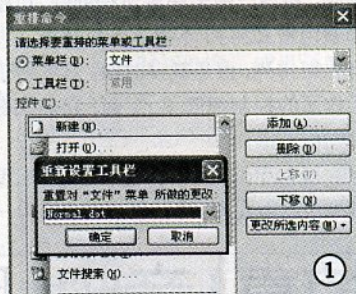 重排命令
请选择要重排的菜单或工具栏:
菜单栏(B): 文件
工具栏(T): 常用
控件(C):
新建(N)... 添加(A)...
打开(O)... 删除(D)
上移(U)
重新设置工具栏
重置对“文件”菜单 所做的更改:
Normal.dot
下移(N)
确定 取消 更改所选内容(M)
文件搜索(H)...
①